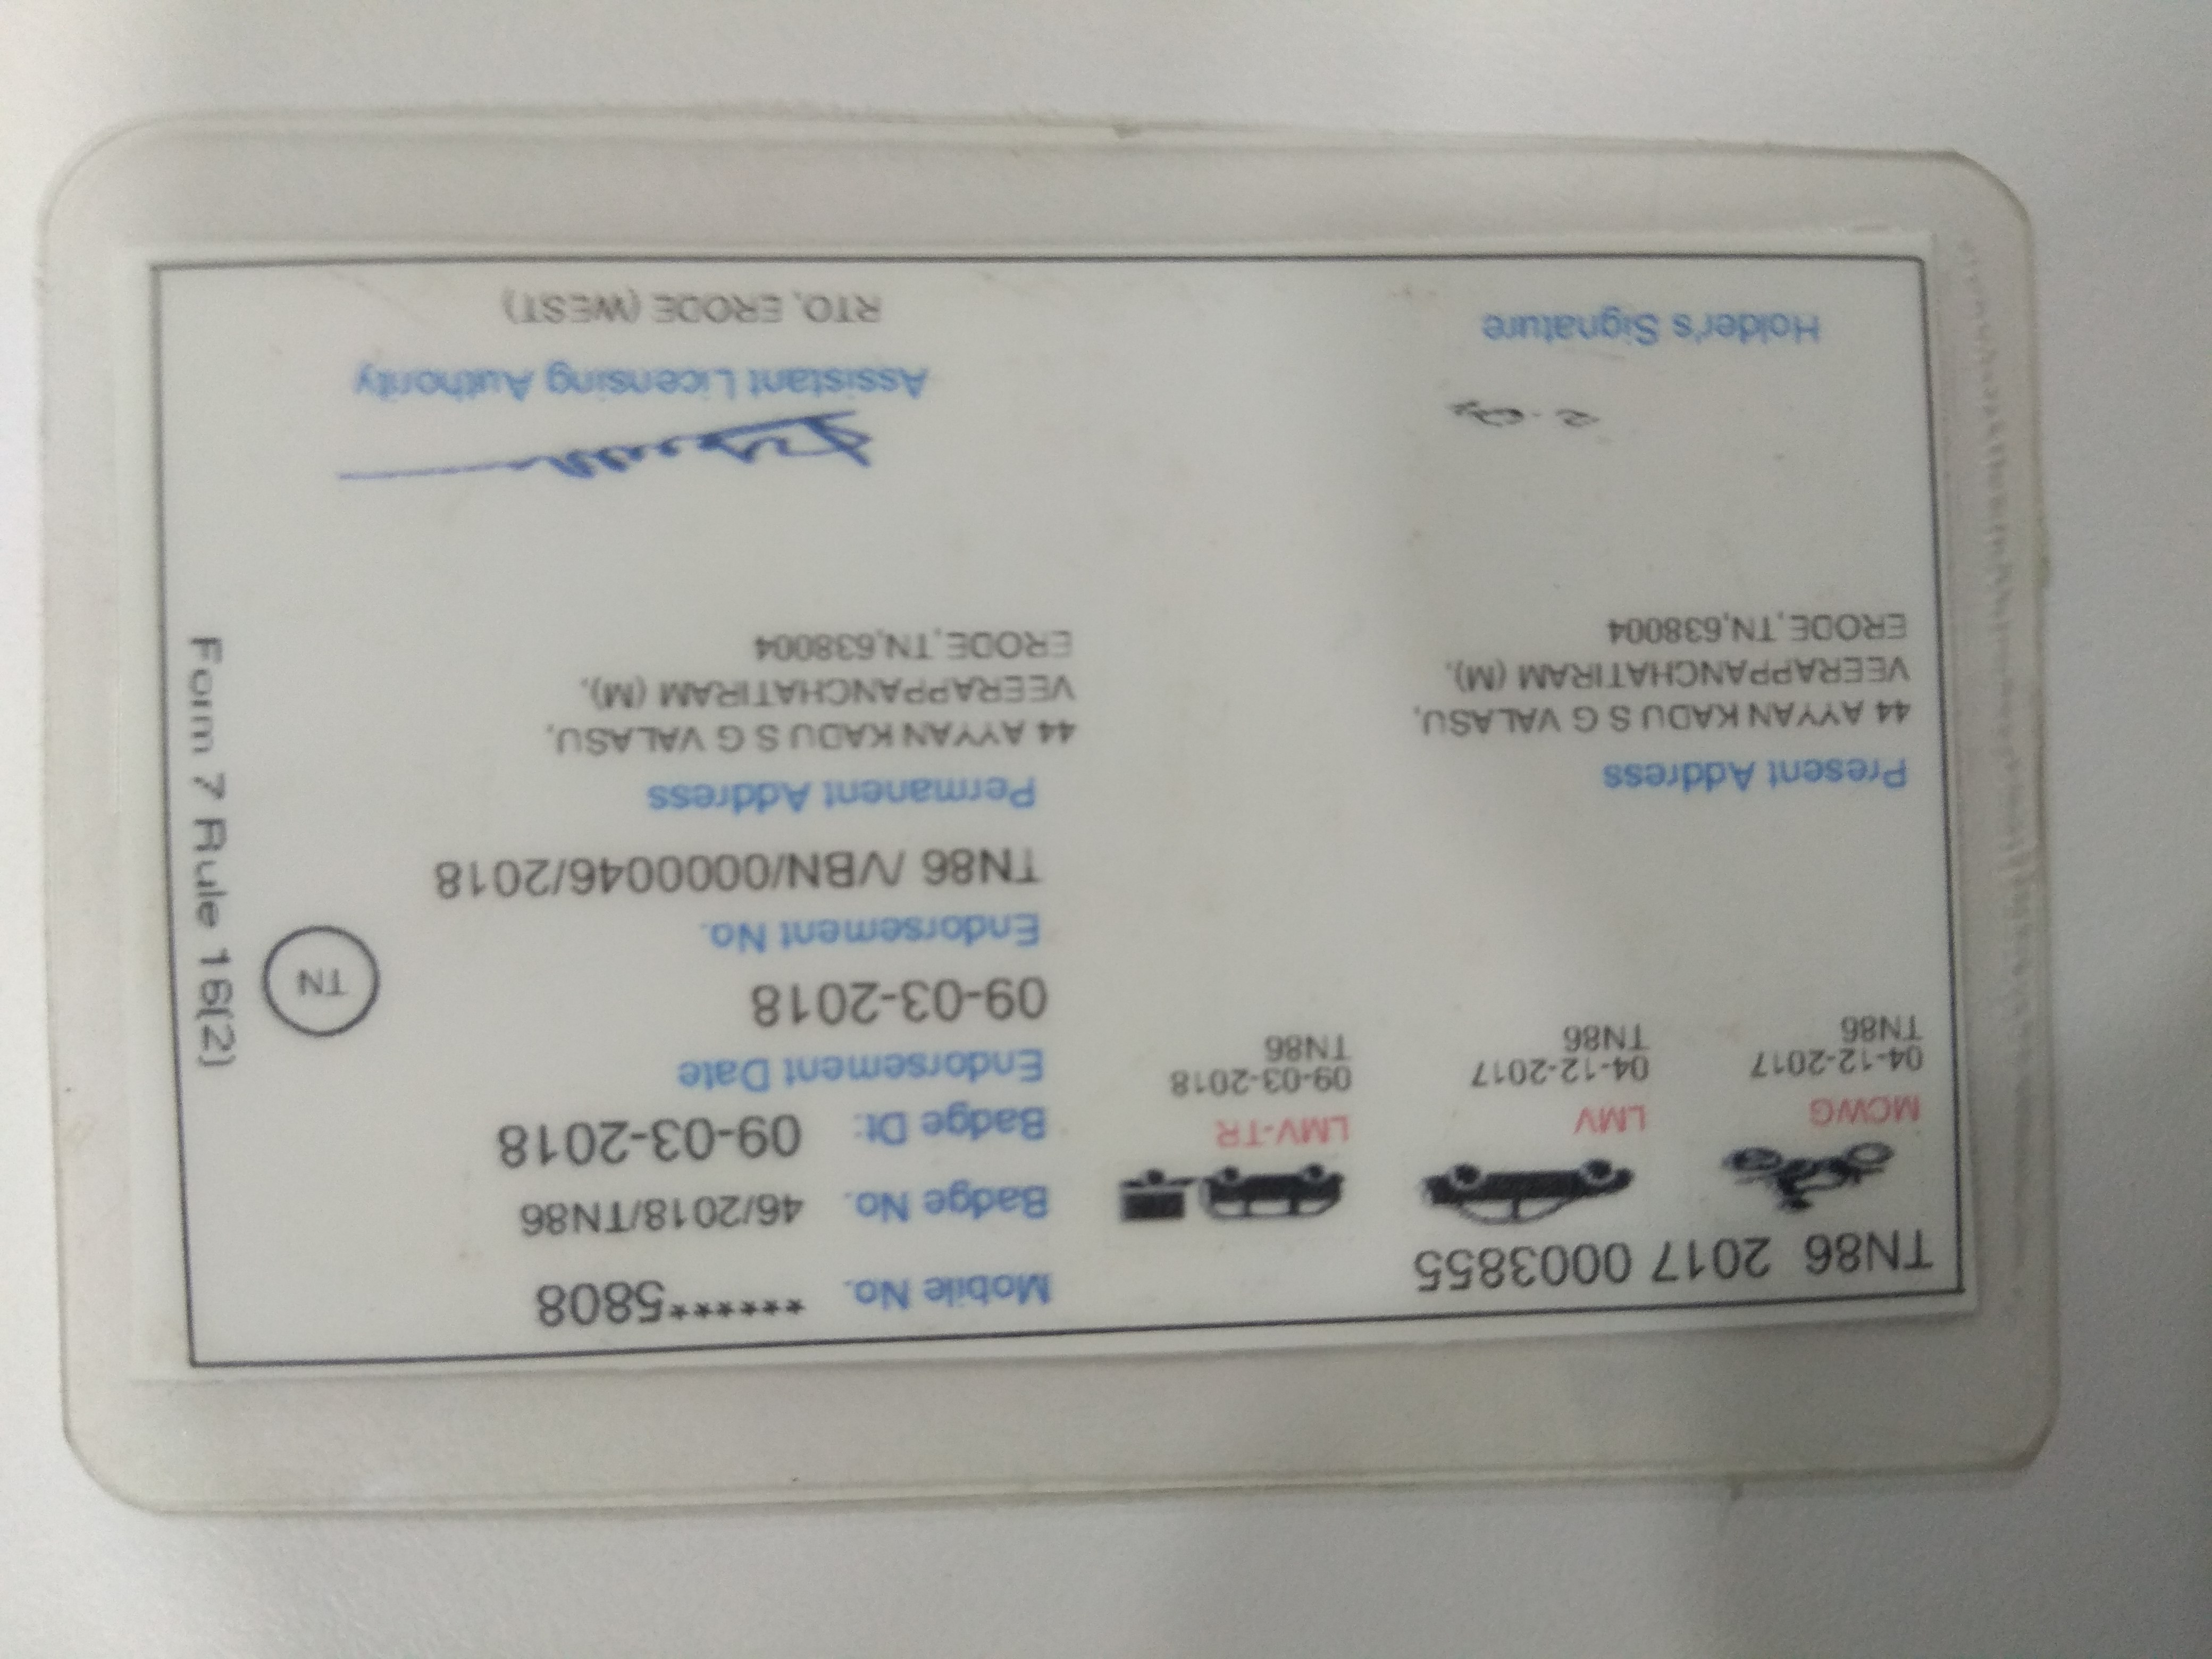 TN86 2017 0003855
MCWG
04-12-2017
TN86
LMV
04-12-2017
TN86
LMV-TR
09-03-2018
TN86
Mobile No. ******5808
Badge No. 46/2018/TN86
Badge Dt: 09-03-2018
Endorsement Date
09-03-2018
Endorsement No.
TN86 /VBN/0000046/2018
Present Address
44 AYYAN KADU S G VALASU,
VEERAPPANCHATIRAM (M),
ERODE,TN,638004
Permanent Address
44 AYYAN KADU S G VALASU,
VEERAPPANCHATIRAM (M),
ERODE,TN,638004
TN
Form 7 Rule 16(2)
Holder's Signature
Assistant Licensing Authority
RTO, ERODE (WEST)